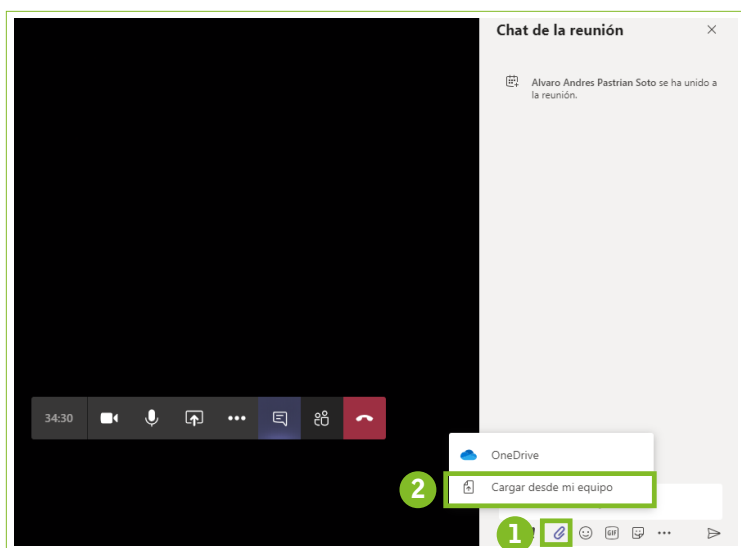 Chat de la reunión
Alvaro Andres Pastrian Soto se ha unido a
la reunión.
34:30
OneDrive
2
Cargar desde mi equipo
1
GIF